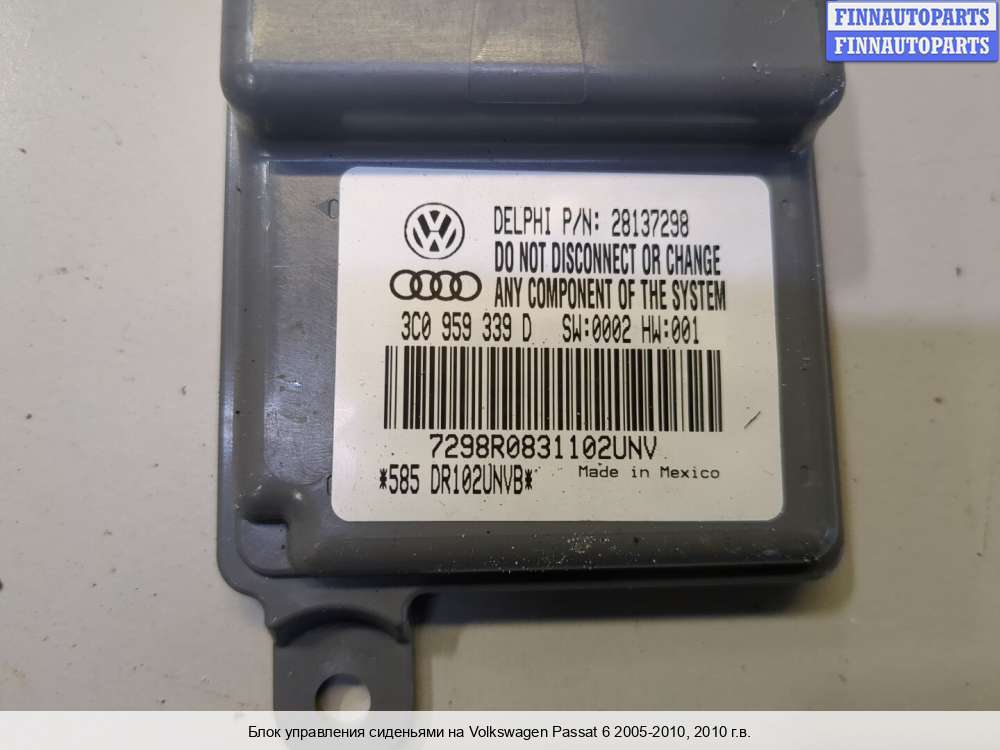 FINNAUTOPARTS
FINNAUTOPARTS
DELPHI P/N: 28137298
DO NOT DISCONNECT OR CHANGE
ANY COMPONENT OF THE SYSTEM
3C0 959 339 D SW:0002 HW:001
7298R0831102UNV
*585 DR102UNVB*
Made in Mexico
Блок управления сиденьями на Volkswagen Passat 6 2005-2010, 2010 г.в.